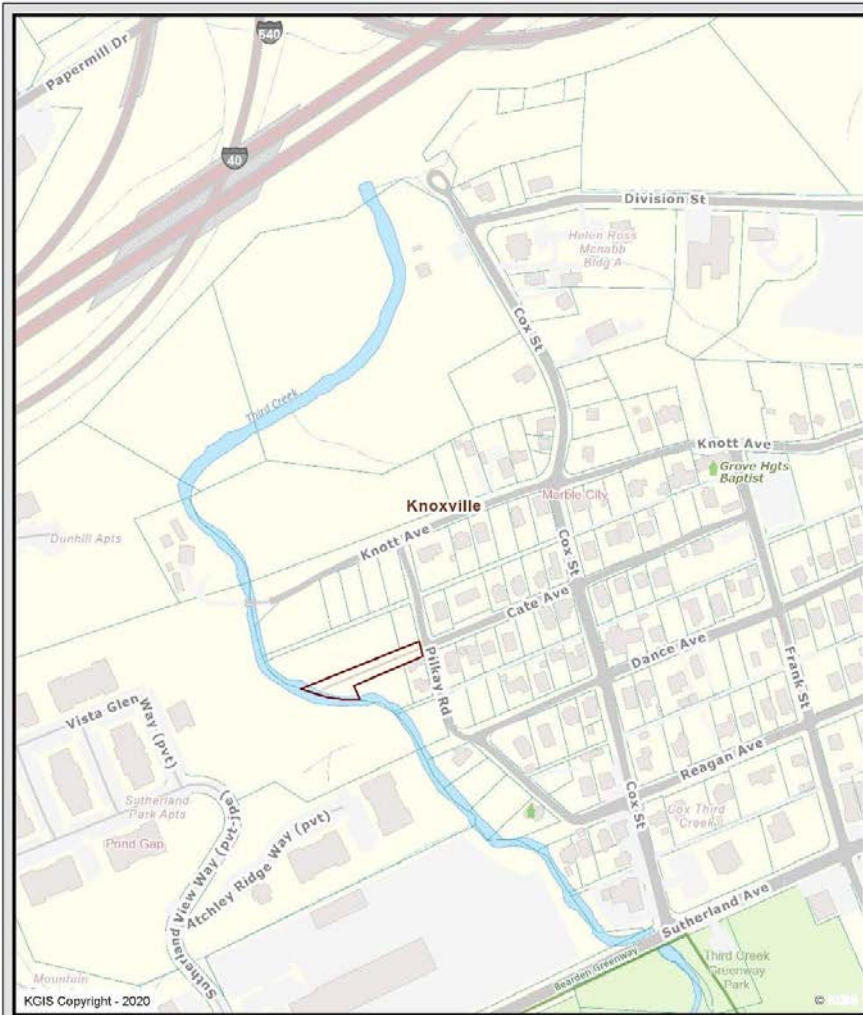 640
Papermill Dr
40
Division St
Helen Ross
Mcnabb
Bldg A
Cox St
Third Creek
Knott Ave
Grove Hgts
Baptist
Marble City
Knoxville
Dunhill Apts
Knott Ave
Cox St
Cate Ave
Dance Ave
Pilkay Rd
Frank St
Vista Glen
Way (pvt)
Reagan Ave
Sutherland
Park Apts
Cox Third
Creek II
Cox St
Pond Gap
Sutherland View Way (pvt-jpe)
Atchley Ridge Way (pvt)
Sutherland Ave
Bearden Greenway
Third Creek
Greenway
Park
Mountain
KGIS Copyright - 2020
© KGIS